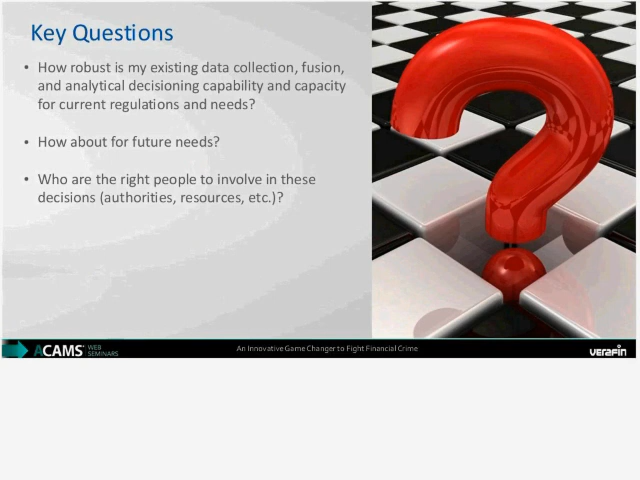 Key Questions
• How robust is my existing data collection, fusion,
and analytical decisioning capability and capacity
for current regulations and needs?
• How about for future needs?
• Who are the right people to involve in these
decisions (authorities, resources, etc.)?
ACAMS® WEB
SEMINARS
An Innovative Game Changer to Fight Financial Crime
verafin